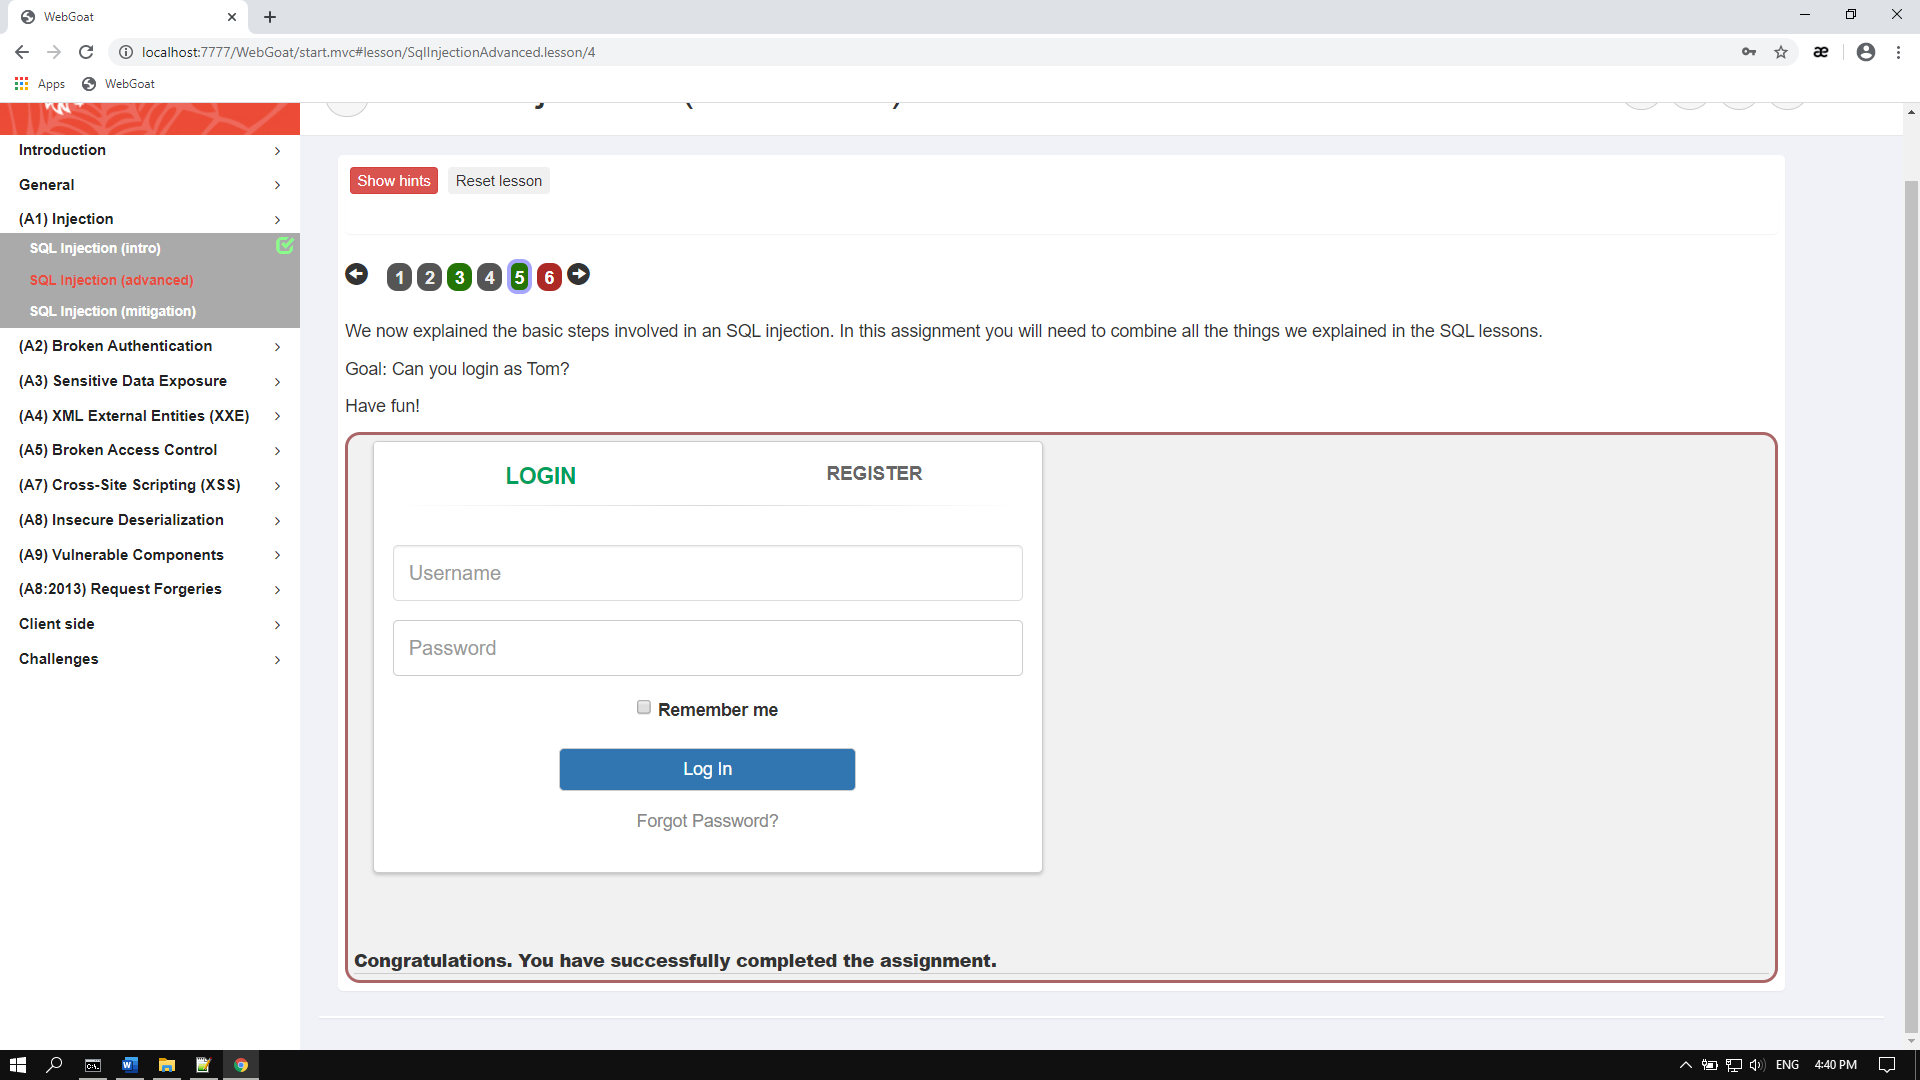 WebGoat
localhost:7777/WebGoat/start.mvc#lesson/SqlInjectionAdvanced.lesson/4
æ
Apps
WebGoat
Introduction
General
(A1) Injection
SQL Injection (intro)
SQL Injection (advanced)
SQL Injection (mitigation)
(A2) Broken Authentication
(A3) Sensitive Data Exposure
(A4) XML External Entities (XXE)
(A5) Broken Access Control
(A7) Cross-Site Scripting (XSS)
(A8) Insecure Deserialization
(A9) Vulnerable Components
(A8:2013) Request Forgeries
Client side
Challenges
Show hints
Reset lesson
1 2 3 4 5 6
We now explained the basic steps involved in an SQL injection. In this assignment you will need to combine all the things we explained in the SQL lessons.
Goal: Can you login as Tom?
Have fun!
LOGIN
REGISTER
Username
Password
Remember me
Log In
Forgot Password?
Congratulations. You have successfully completed the assignment.
ENG
4:40 PM